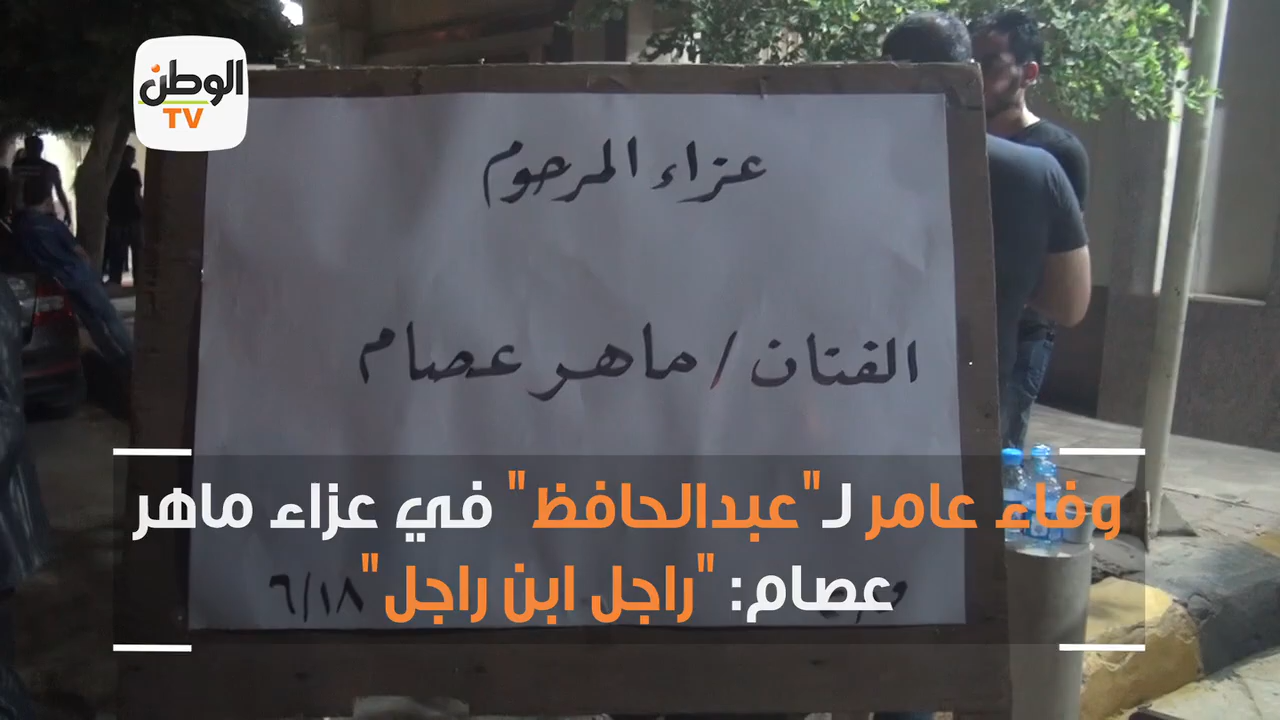 الوطن
TV
عزاء المرحوم
الفنان / ماهر عصام
وفاء عامر لـ"عبدالحافظ" في عزاء ماهر
عصام: "راجل ابن راجل"
٦/١٨